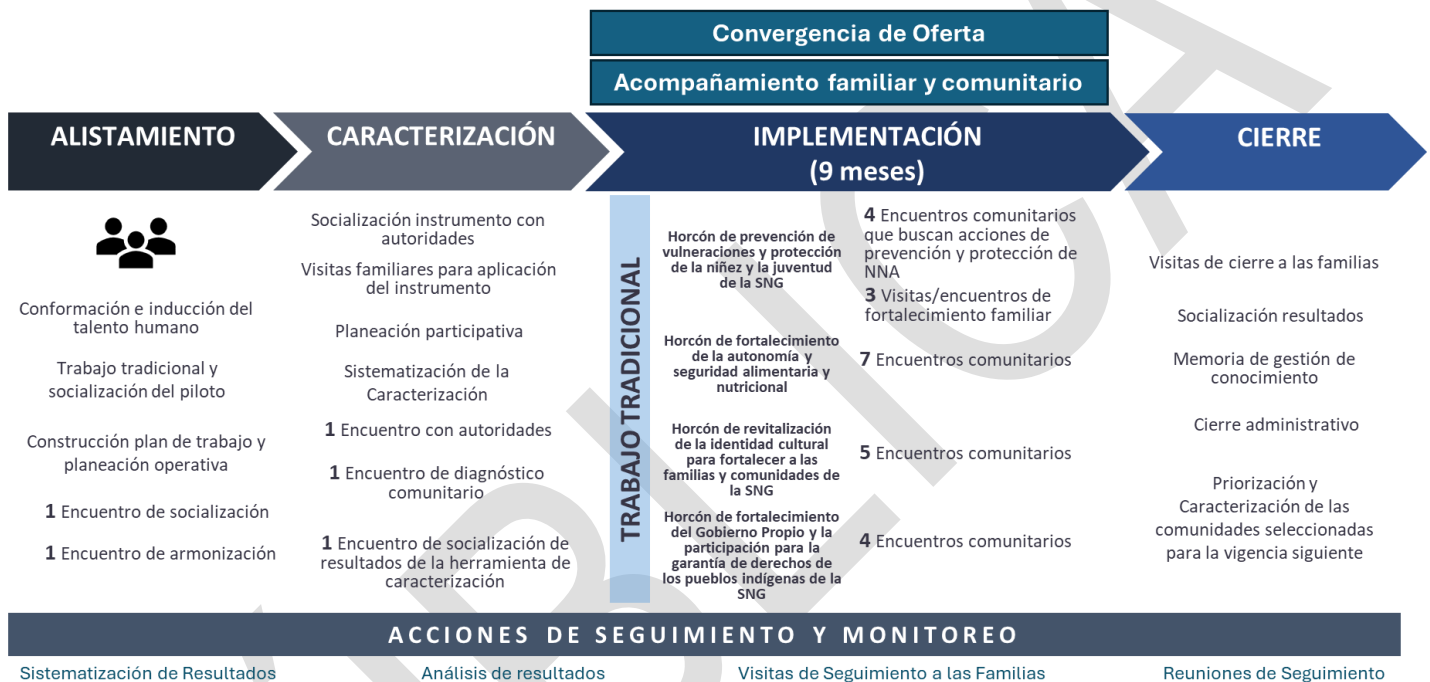 Convergencia de Oferta
Acompañamiento familiar y comunitario
ALISTAMIENTO
CARACTERIZACIÓN
IMPLEMENTACIÓN
(9 meses)
CIERRE
Conformación e inducción del
talento humano
Trabajo tradicional y
socialización del piloto
Construcción plan de trabajo y
planeación operativa
1 Encuentro de socialización
1 Encuentro de armonización
Socialización instrumento con
autoridades
Visitas familiares para aplicación
del instrumento
Planeación participativa
Sistematización de la
Caracterización
1 Encuentro con autoridades
1 Encuentro de diagnóstico
comunitario
1 Encuentro de socialización de
resultados de la herramienta de
caracterización
TRABAJO TRADICIONAL
Horcón de prevención de
vulneraciones y protección
de la niñez y la juventud
de la SNG
4 Encuentros comunitarios
que buscan acciones de
prevención y protección de
NNA
3 Visitas/encuentros de
fortalecimiento familiar
Horcón de fortalecimiento
de la autonomía y
seguridad alimentaria y
nutricional
7 Encuentros comunitarios
Horcón de revitalización
de la identidad cultural
para fortalecer a las
familias y comunidades de
la SNG
5 Encuentros comunitarios
Horcón de fortalecimiento
del Gobierno Propio y la
participación para la
garantía de derechos de
los pueblos indígenas de la
SNG
4 Encuentros comunitarios
Visitas de cierre a las familias
Socialización resultados
Memoria de gestión de
conocimiento
Cierre administrativo
Priorización y
Caracterización de las
comunidades seleccionadas
para la vigencia siguiente
ACCIONES DE SEGUIMIENTO Y MONITOREO
Sistematización de Resultados
Análisis de resultados
Visitas de Seguimiento a las Familias
Reuniones de Seguimiento